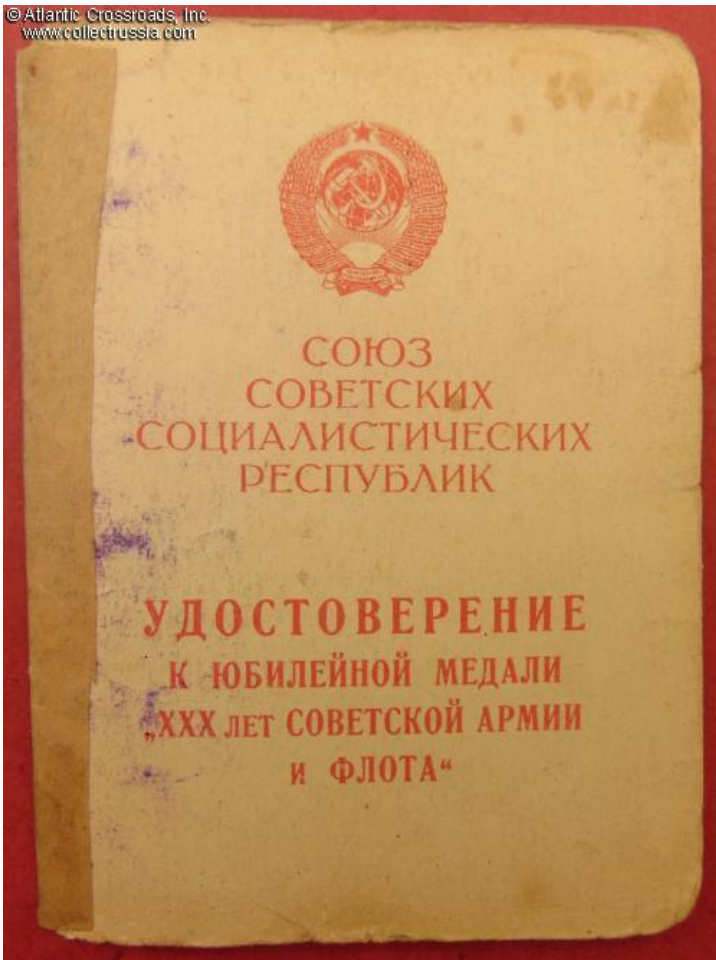 © Atlantic Crossroads, Inc.
www.collectrussia.com
СОЮЗ
СОВЕТСКИХ
СОЦИАЛИСТИЧЕСКИХ
РЕСПУБЛИК
УДОСТОВЕРЕНИЕ
К ЮБИЛЕЙНОЙ МЕДАЛИ
„XXX ЛЕТ СОВЕТСКОЙ АРМИИ
И ФЛОТА“